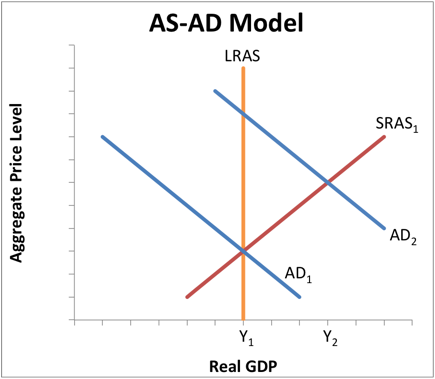 AS-AD Model
LRAS
SRAS1
AD2
AD1
Aggregate Price Level
Y1
Y2
Real GDP